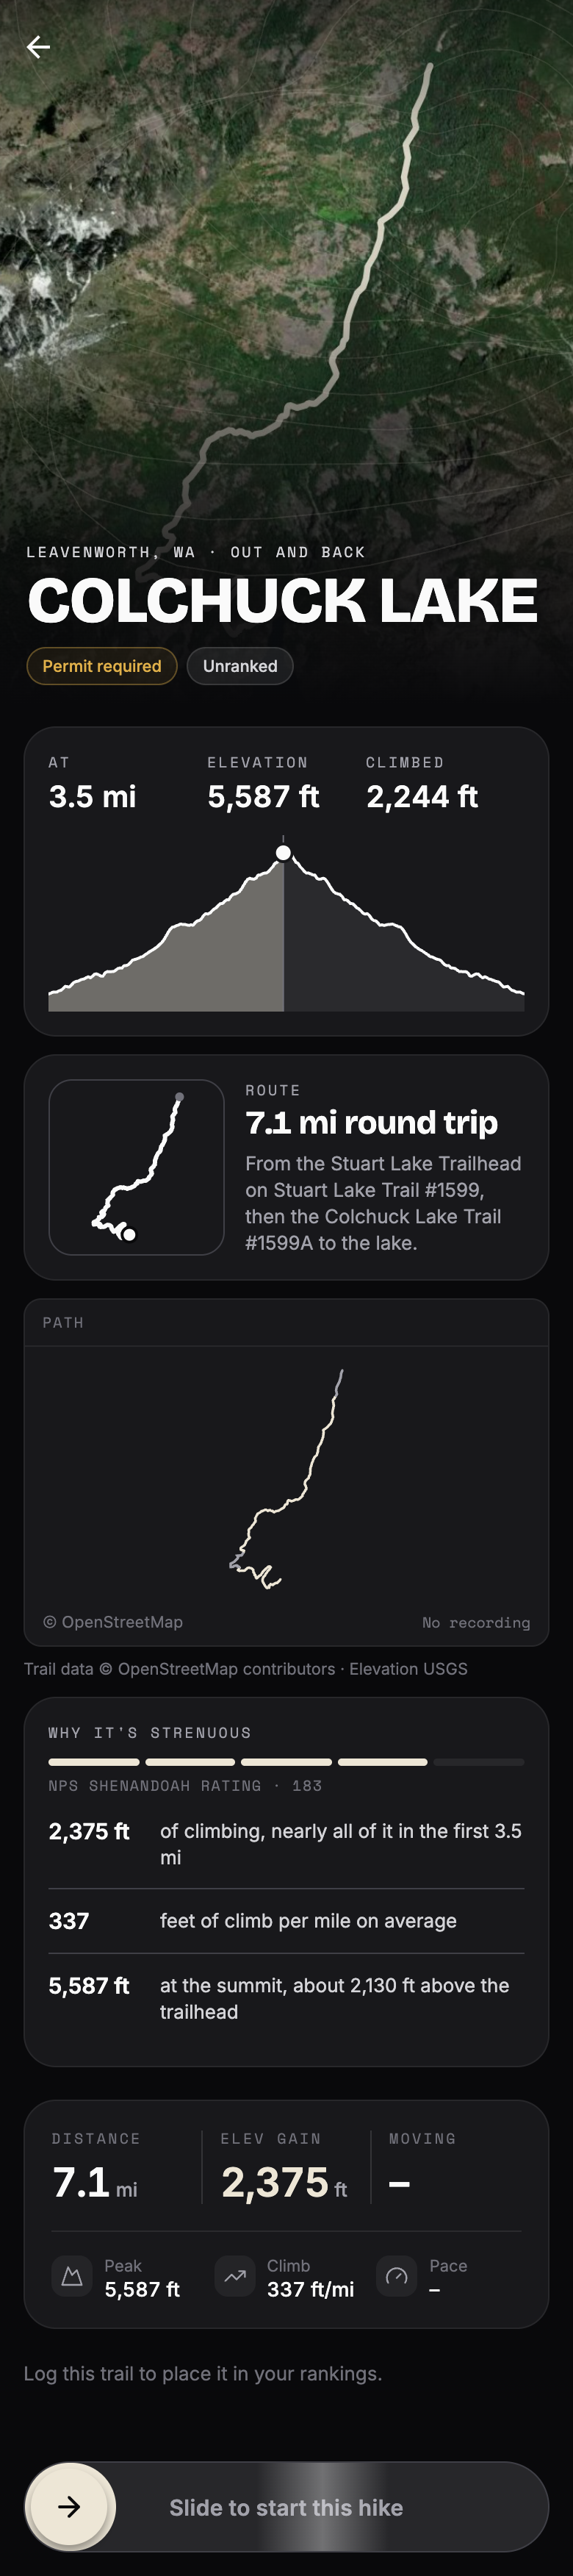 LEAVENWORTH, WA · OUT AND BACK
COLCHUCK LAKE
Permit required
Unranked
AT
ELEVATION
CLIMBED
3.5 mi
5,587 ft
2,244 ft
ROUTE
7.1 mi round trip
From the Stuart Lake Trailhead
on Stuart Lake Trail #1599,
then the Colchuck Lake Trail
#1599A to the lake.
PATH
© OpenStreetMap
No recording
Trail data © OpenStreetMap contributors · Elevation USGS
WHY IT'S STRENUOUS
NPS SHENANDOAH RATING · 183
2,375 ft
of climbing, nearly all of it in the first 3.5
mi
337
feet of climb per mile on average
5,587 ft
at the summit, about 2,130 ft above the
trailhead
DISTANCE
ELEV GAIN
MOVING
7.1 mi
2,375 ft
–
Peak
5,587 ft
Climb
337 ft/mi
Pace
–
Log this trail to place it in your rankings.
Slide to start this hike